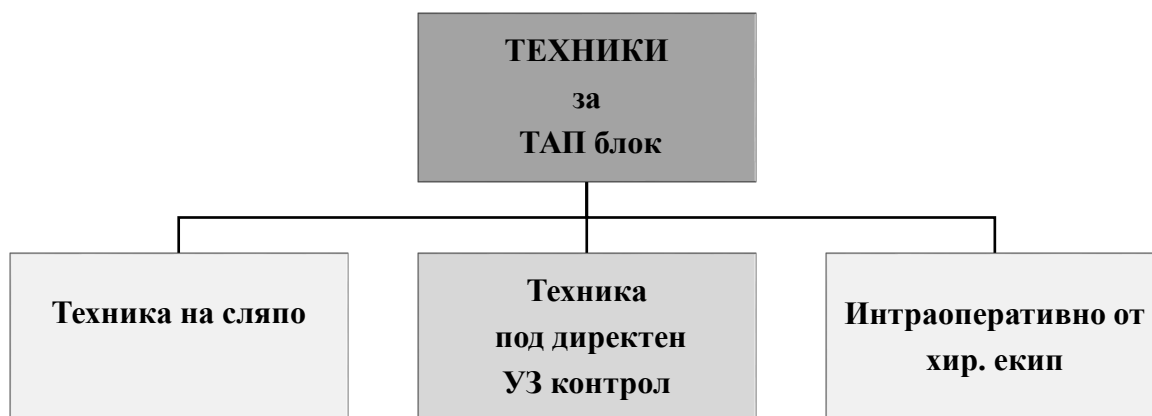 ТЕХНИКИ
за
ТАП блок
Техника на сляпо
Техника
под директен
УЗ контрол
Интраоперативно от
хир. екип